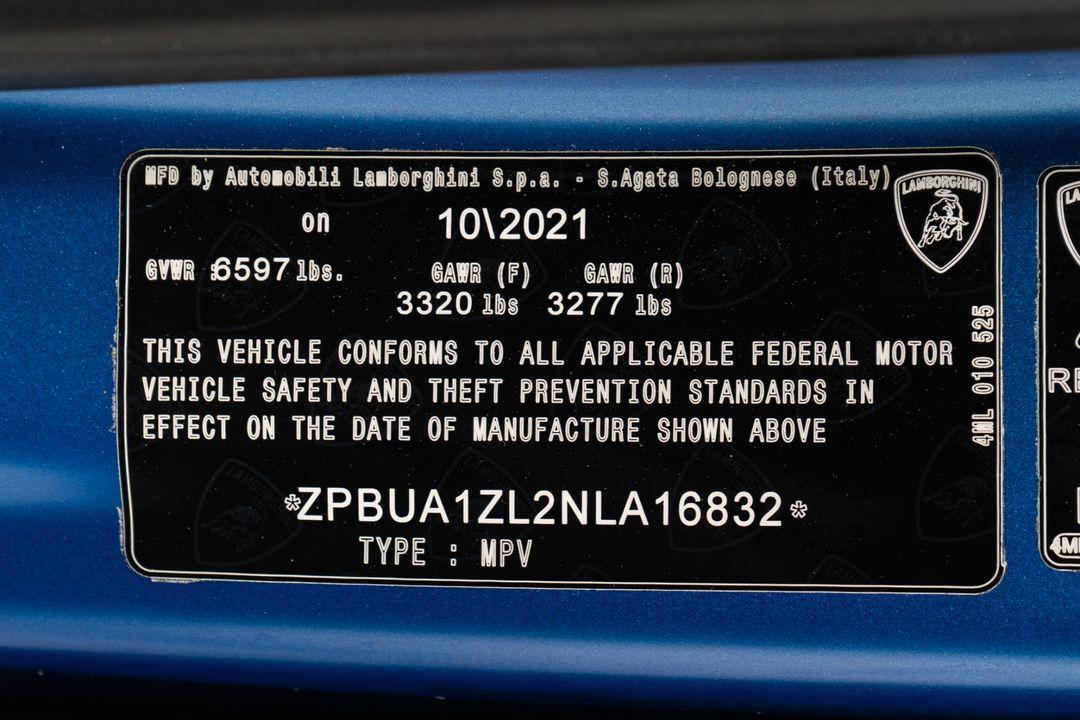 MFD by Automobili Lamborghini S.p.a. - S.Agata Bolognese (Italy)
LAMBORGHINI
on 10\2021
GVWR :6597 lbs. GAWR (F) GAWR (R)
3320 lbs 3277 lbs
THIS VEHICLE CONFORMS TO ALL APPLICABLE FEDERAL MOTOR
VEHICLE SAFETY AND THEFT PREVENTION STANDARDS IN
EFFECT ON THE DATE OF MANUFACTURE SHOWN ABOVE
4ML 010 525
*ZPBUA1ZL2NLA16832*
TYPE : MPV